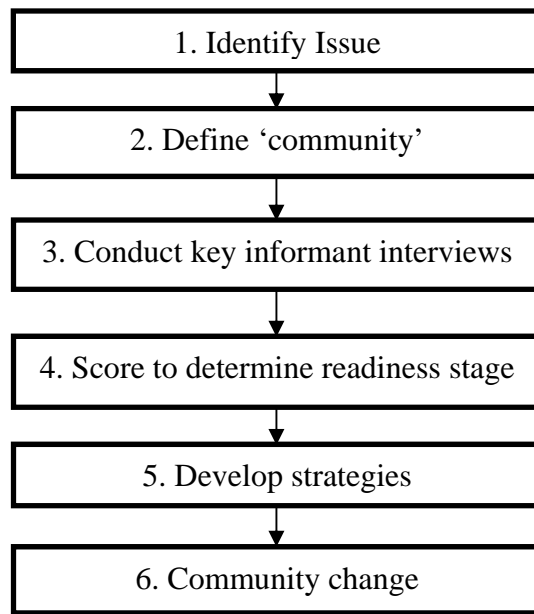 1. Identify Issue
2. Define ‘community’
3. Conduct key informant interviews
4. Score to determine readiness stage
5. Develop strategies
6. Community change